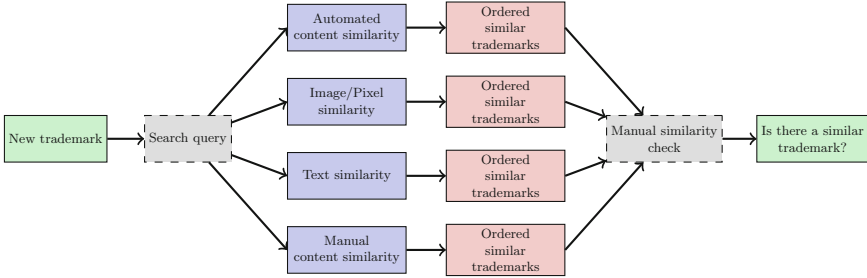 New trademark
Search query
Automated
content similarity
Ordered
similar
trademarks
Image/Pixel
similarity
Ordered
similar
trademarks
Text similarity
Ordered
similar
trademarks
Manual
content similarity
Ordered
similar
trademarks
Manual similarity
check
Is there a similar
trademark?